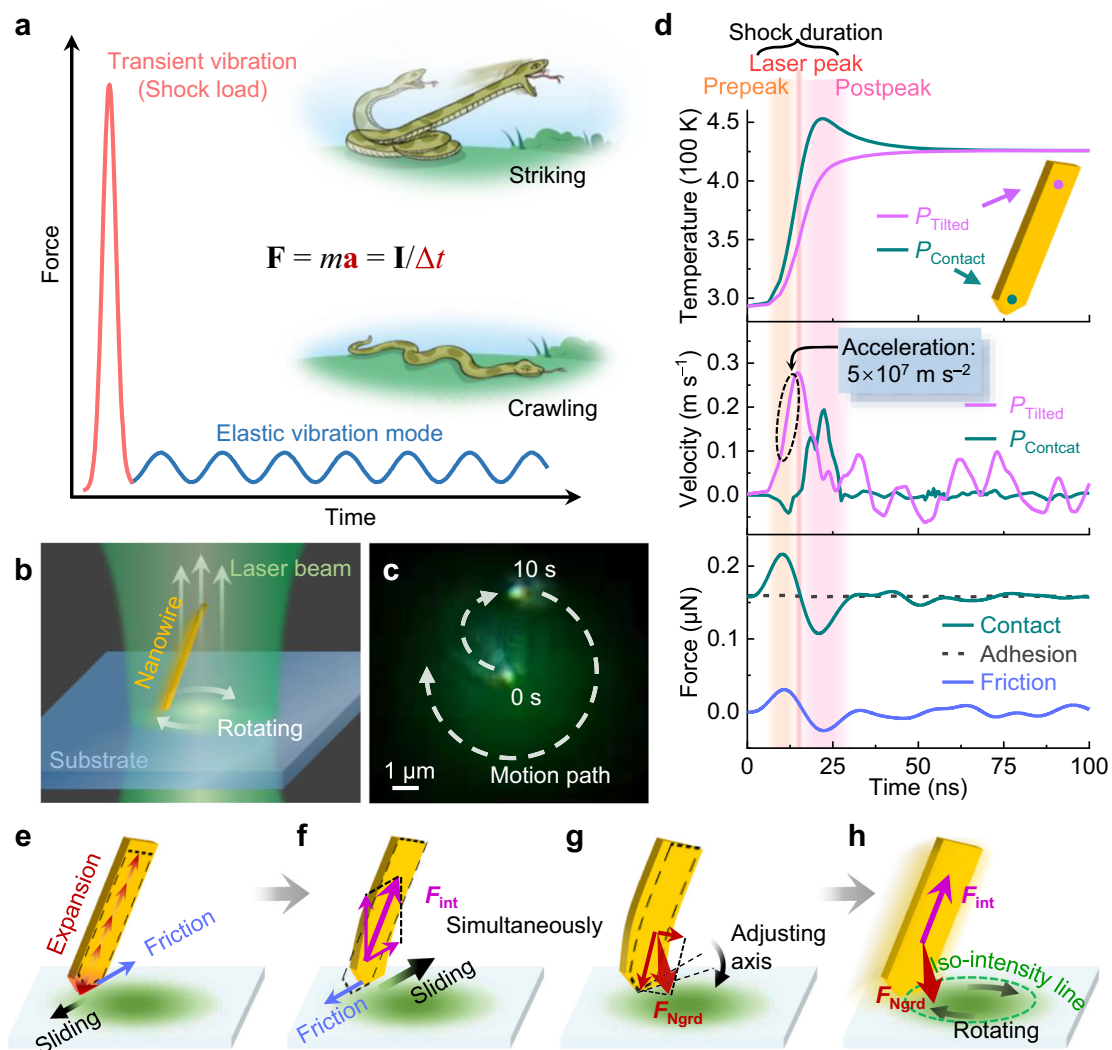 a
Transient vibration
(Shock load)
Striking
F = ma = I/Δt
Crawling
Elastic vibration mode
Force
Time
b
Laser beam
Nanowire
Rotating
Substrate
c
10 s
0 s
1 μm
Motion path
d
Shock duration
Laser peak
Prepeak
Postpeak
Temperature (100 K)
4.5
4.0
3.5
3.0
PTilted
PContact
Velocity (m s⁻¹)
0.3
0.2
0.1
0.0
Acceleration:
5×10⁷ m s⁻²
PTilted
PContcat
Force (μN)
0.2
0.1
0.0
Contact
Adhesion
Friction
0
25
50
75
100
Time (ns)
e
Expansion
Friction
Sliding
f
Fint
Simultaneously
Sliding
Friction
g
Adjusting
axis
FNgrd
h
Fint
Iso-intensity line
FNgrd
Rotating